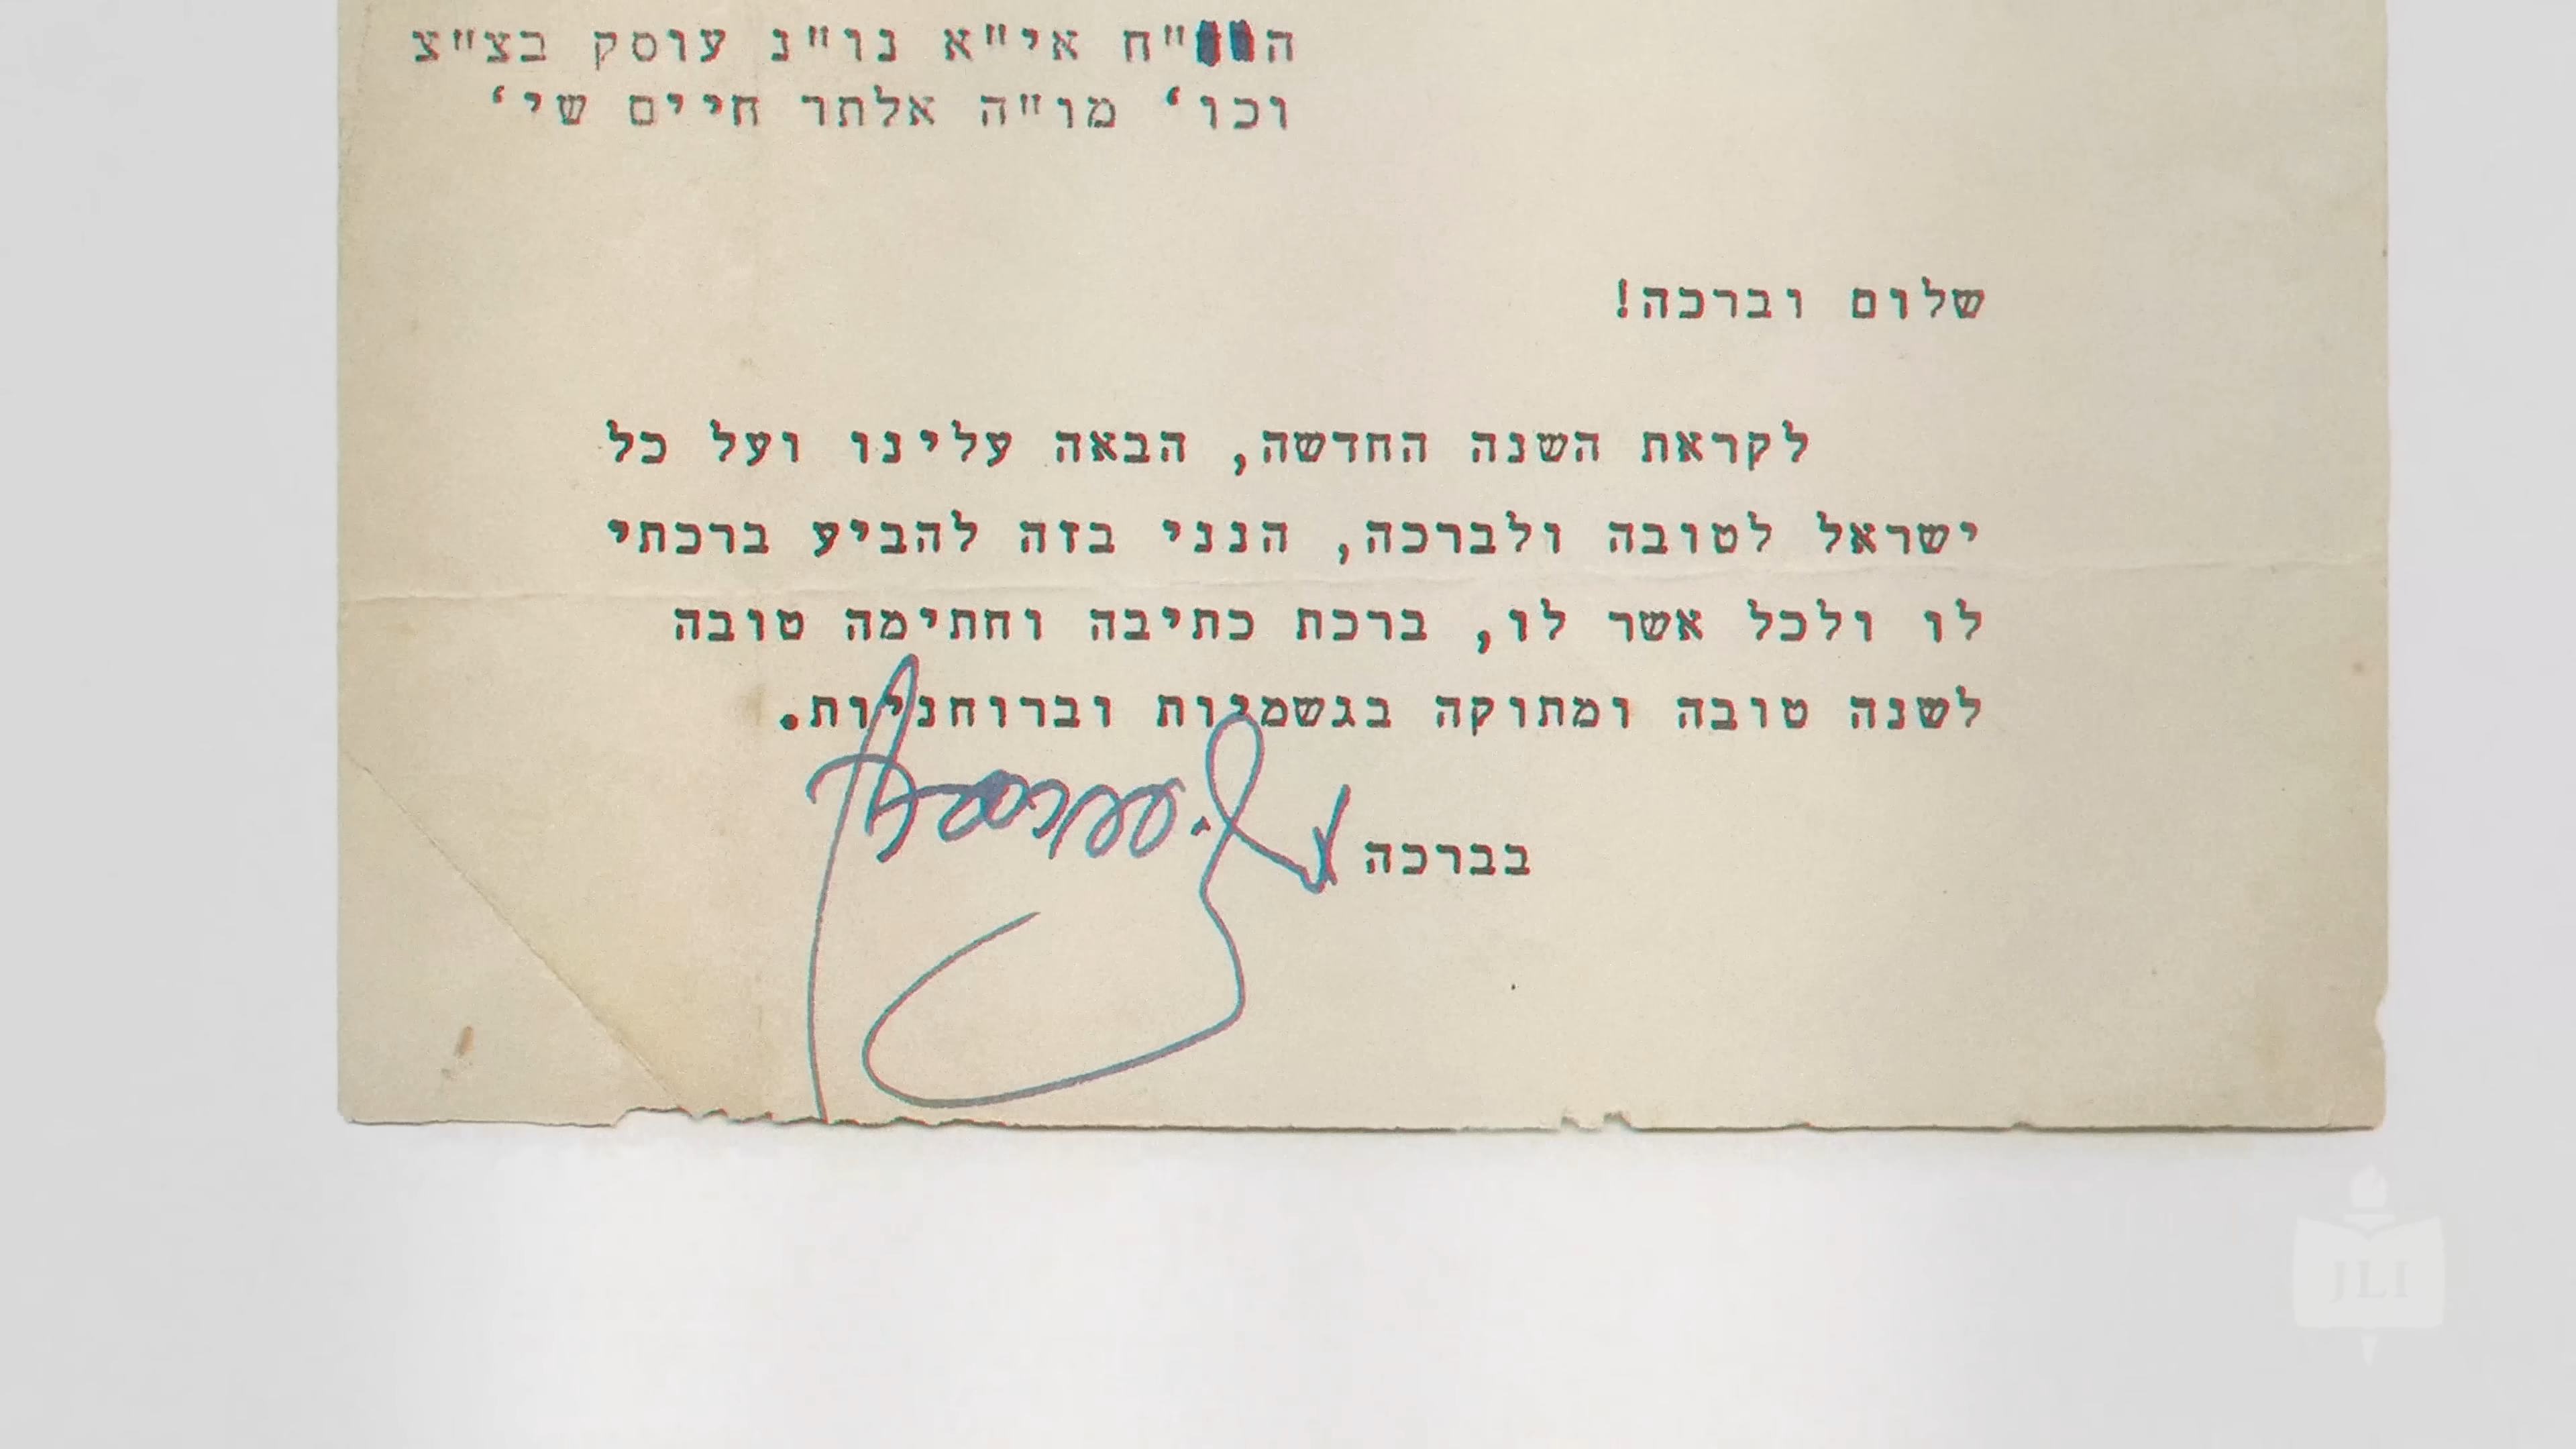 ה"ח אי"א נו"נ עוסק בצ"צ
וכו' מו"ה אלתר חיים שי'
שלום וברכה!
לקראת השנה החדשה, הבאה עלינו ועל כל
ישראל לטובה ולברכה, הנני בזה להביע ברכתי
לו ולכל אשר לו, ברכת כתיבה וחתימה טובה
לשנה טובה ומתוקה בגשמיות וברוחניות.
בברכה
JLI